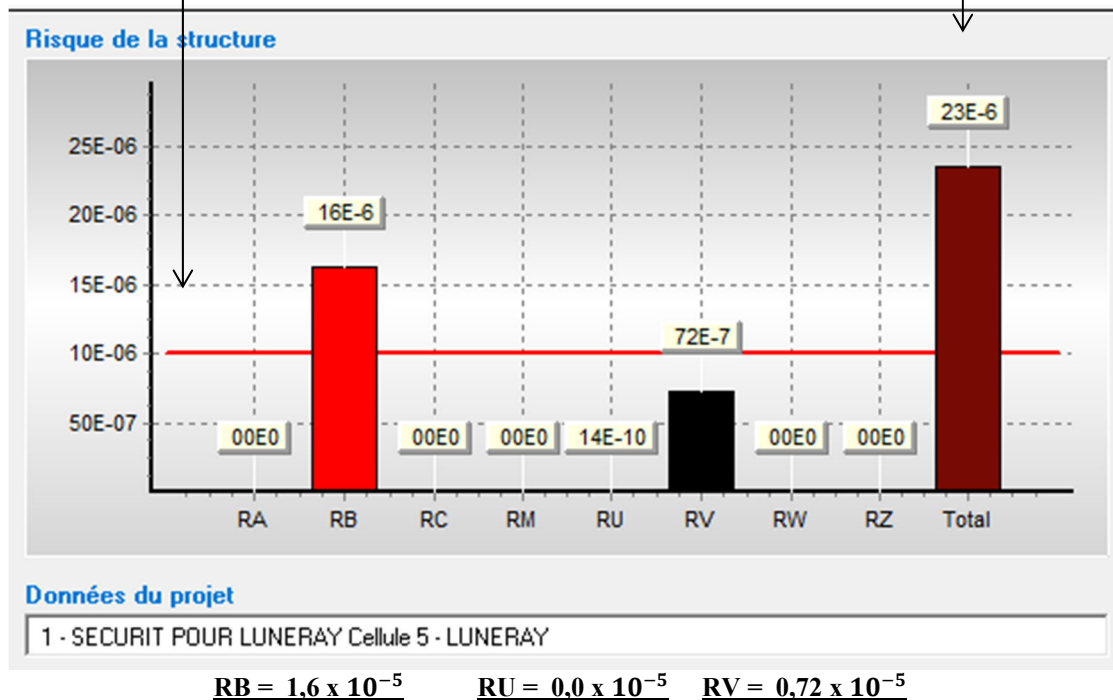 Risque de la structure
23E-6
25E-06
20E-06
16E-6
15E-06
72E-7
10E-06
50E-07
00E0 00E0 00E0 14E-10 00E0 00E0
RA RB RC RM RU RV RW RZ Total
Données du projet
1 - SECURIT POUR LUNERAY Cellule 5 - LUNERAY
RB = 1,6 x 10⁻⁵ RU = 0,0 x 10⁻⁵ RV = 0,72 x 10⁻⁵